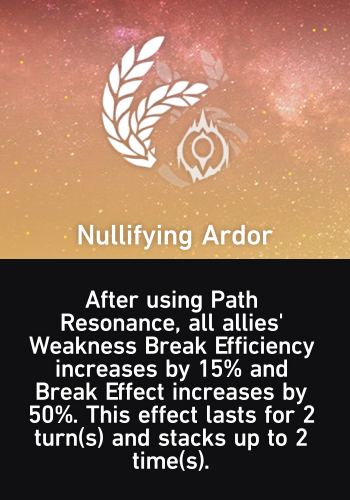 Nullifying Ardor
After using Path
Resonance, all allies'
Weakness Break Efficiency
increases by 15% and
Break Effect increases by
50%. This effect lasts for 2
turn(s) and stacks up to 2
time(s).